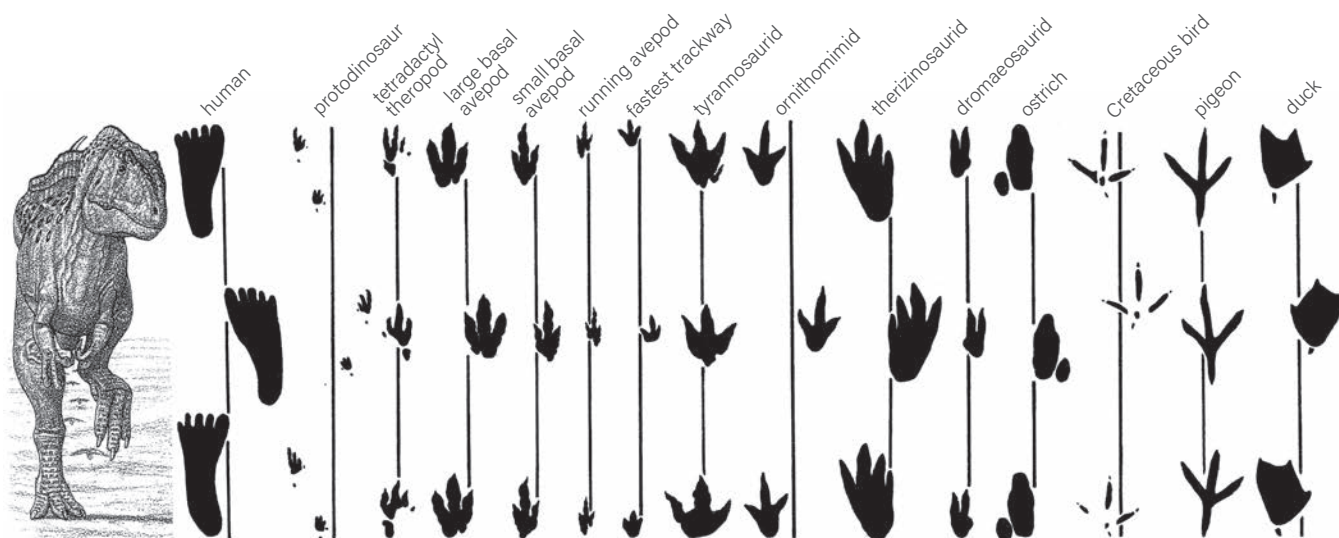 human
protodinosaur
tetradactyl
theropod
large basal
avepod
small basal
avepod
running avepod
fastest trackway
tyrannosaurid
ornithomimid
therizinosaurid
dromaeosaurid
ostrich
Cretaceous bird
pigeon
duck